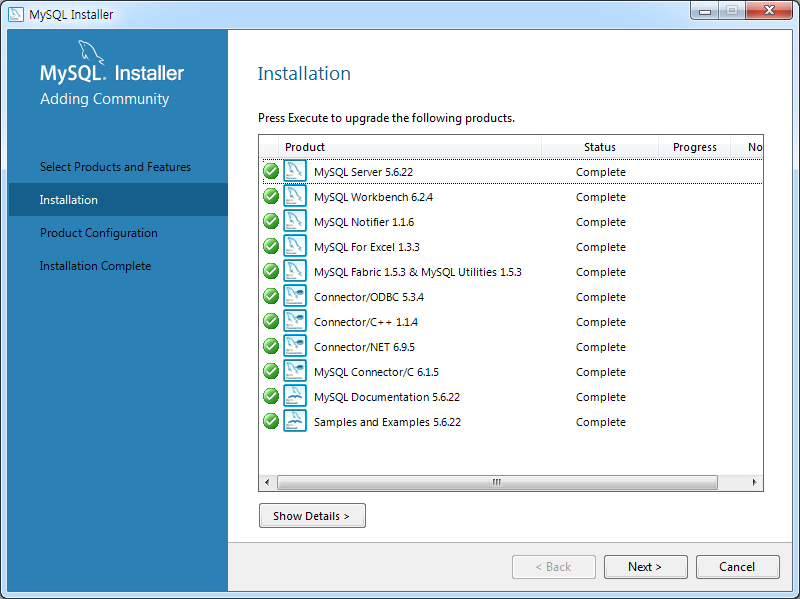 MySQL Installer
MySQL. Installer
Adding Community
Select Products and Features
Installation
Product Configuration
Installation Complete
Installation
Press Execute to upgrade the following products.
Product Status Progress No
MySQL Server 5.6.22 Complete
MySQL Workbench 6.2.4 Complete
MySQL Notifier 1.1.6 Complete
MySQL For Excel 1.3.3 Complete
MySQL Fabric 1.5.3 & MySQL Utilities 1.5.3 Complete
Connector/ODBC 5.3.4 Complete
Connector/C++ 1.1.4 Complete
Connector/NET 6.9.5 Complete
MySQL Connector/C 6.1.5 Complete
MySQL Documentation 5.6.22 Complete
Samples and Examples 5.6.22 Complete
Show Details >
< Back Next > Cancel